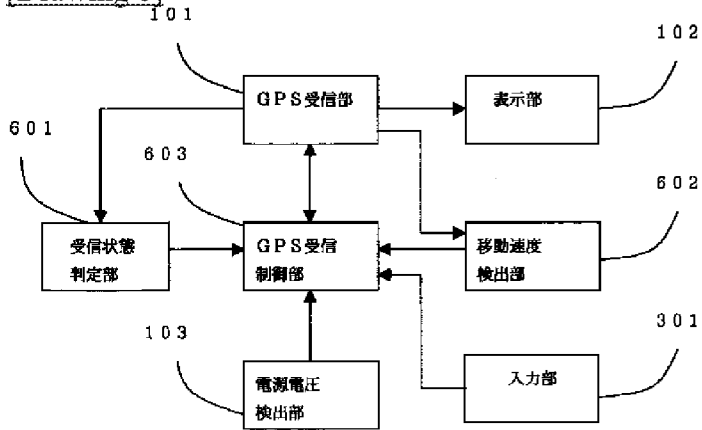 [Drawing 6]
１０１
１０２
ＧＰＳ受信部
表示部
６０１
６０３
６０２
受信状態
判定部
ＧＰＳ受信
制御部
移動速度
検出部
１０３
３０１
電源電圧
検出部
入力部